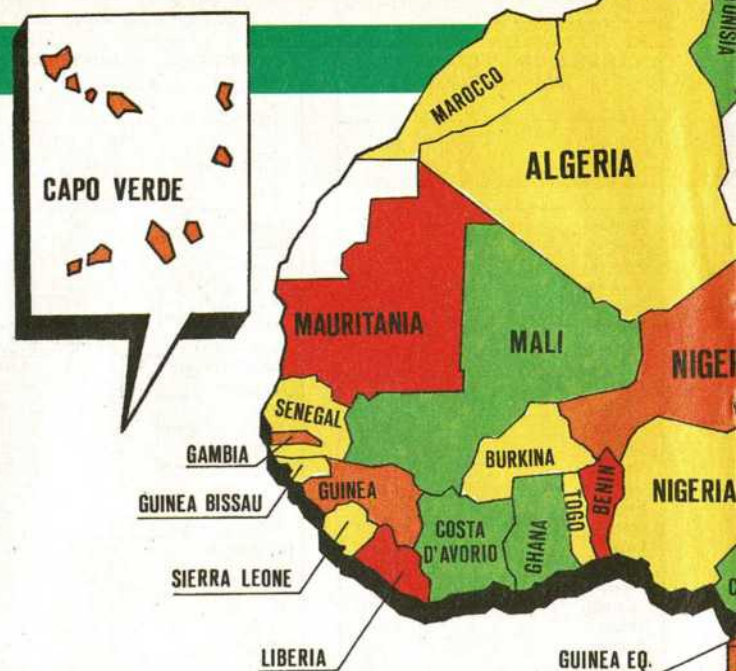 TUNISIA
MAROCCO
ALGERIA
CAPO VERDE
MAURITANIA
MALI
NIGER
SENEGAL
GAMBIA
BURKINA
GUINEA BISSAU
GUINEA
NIGERIA
BENIN
TOGO
COSTA
D'AVORIO
GHANA
SIERRA LEONE
LIBERIA
GUINEA EQ.
C